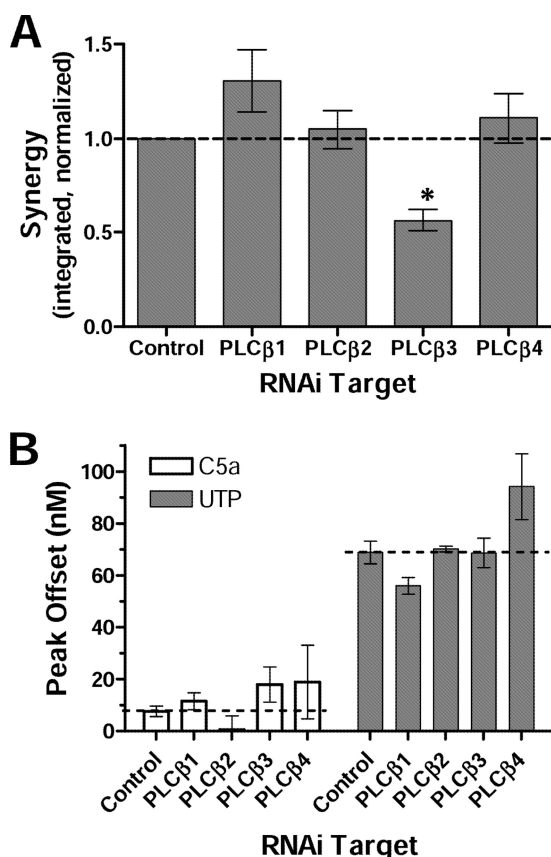 A
Synergy
(integrated, normalized)
1.5
1.0
0.5
0.0
*
Control PLCβ1 PLCβ2 PLCβ3 PLCβ4
RNAi Target
B
Peak Offset (nM)
100
80
60
40
20
0
C5a
UTP
Control PLCβ1 PLCβ2 PLCβ3 PLCβ4 Control PLCβ1 PLCβ2 PLCβ3 PLCβ4
RNAi Target